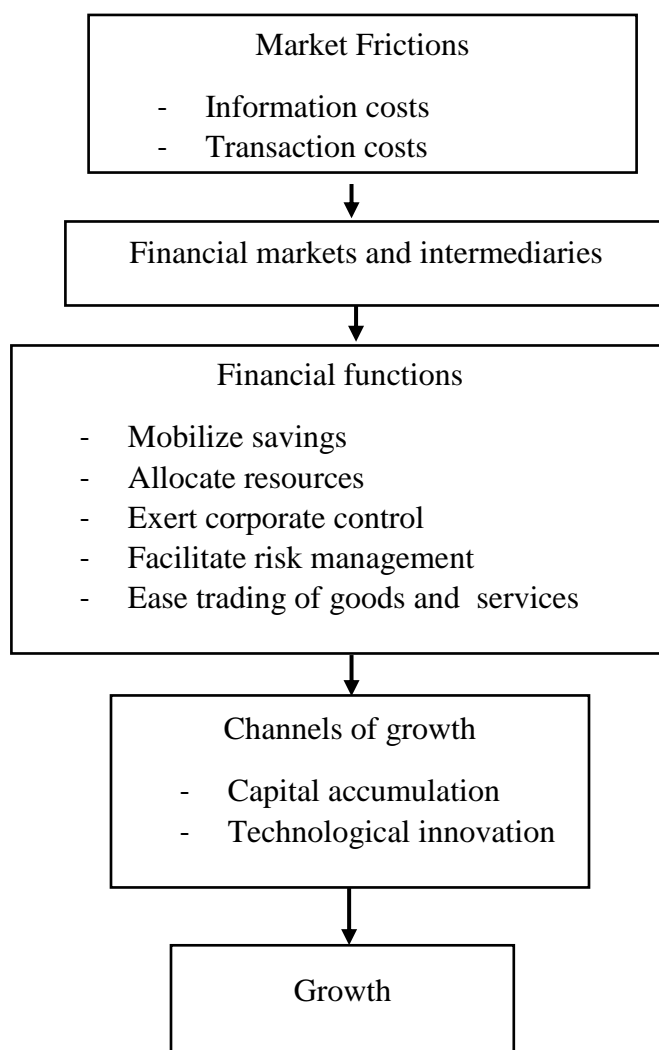 Market Frictions
- Information costs
- Transaction costs
Financial markets and intermediaries
Financial functions
- Mobilize savings
- Allocate resources
- Exert corporate control
- Facilitate risk management
- Ease trading of goods and  services
Channels of growth
- Capital accumulation
- Technological innovation
Growth